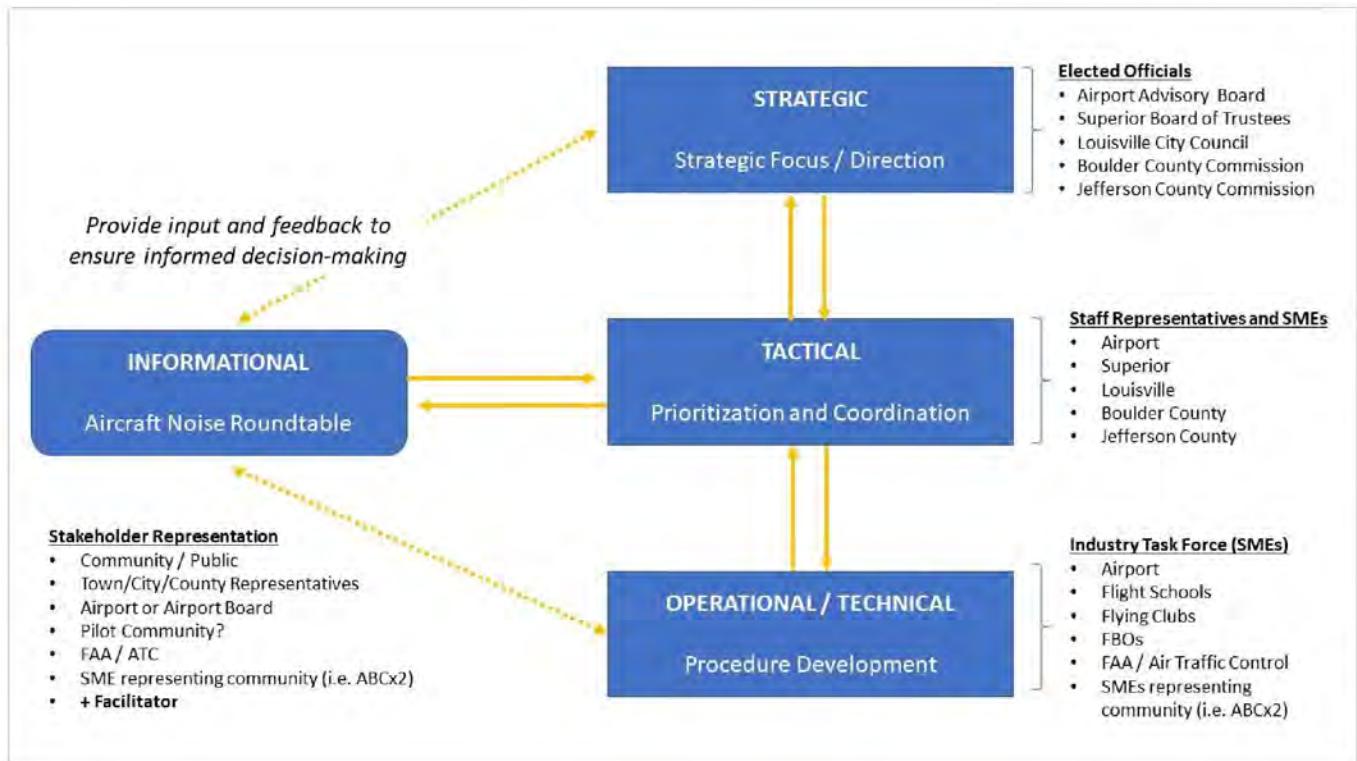 STRATEGIC
Strategic Focus / Direction
Elected Officials
• Airport Advisory Board
• Superior Board of Trustees
• Louisville City Council
• Boulder County Commission
• Jefferson County Commission
Provide input and feedback to
ensure informed decision-making
INFORMATIONAL
Aircraft Noise Roundtable
TACTICAL
Prioritization and Coordination
Staff Representatives and SMEs
• Airport
• Superior
• Louisville
• Boulder County
• Jefferson County
Stakeholder Representation
• Community / Public
• Town/City/County Representatives
• Airport or Airport Board
• Pilot Community?
• FAA / ATC
• SME representing community (i.e. ABCx2)
• + Facilitator
OPERATIONAL / TECHNICAL
Procedure Development
Industry Task Force (SMEs)
• Airport
• Flight Schools
• Flying Clubs
• FBOs
• FAA / Air Traffic Control
• SMEs representing
community (i.e. ABCx2)